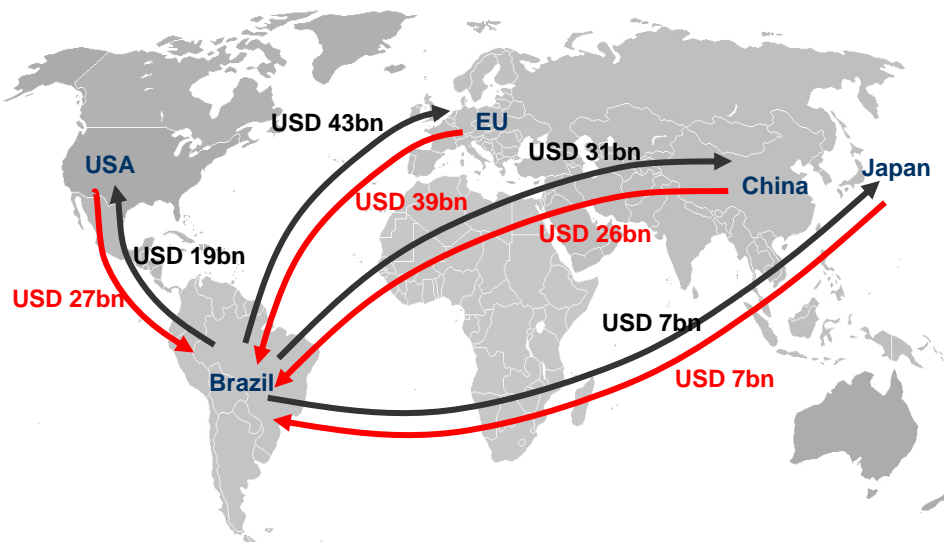 USD 43bn
EU
USD 31bn
USA
Japan
China
USD 39bn
USD 26bn
USD 19bn
USD 27bn
USD 7bn
Brazil
USD 7bn